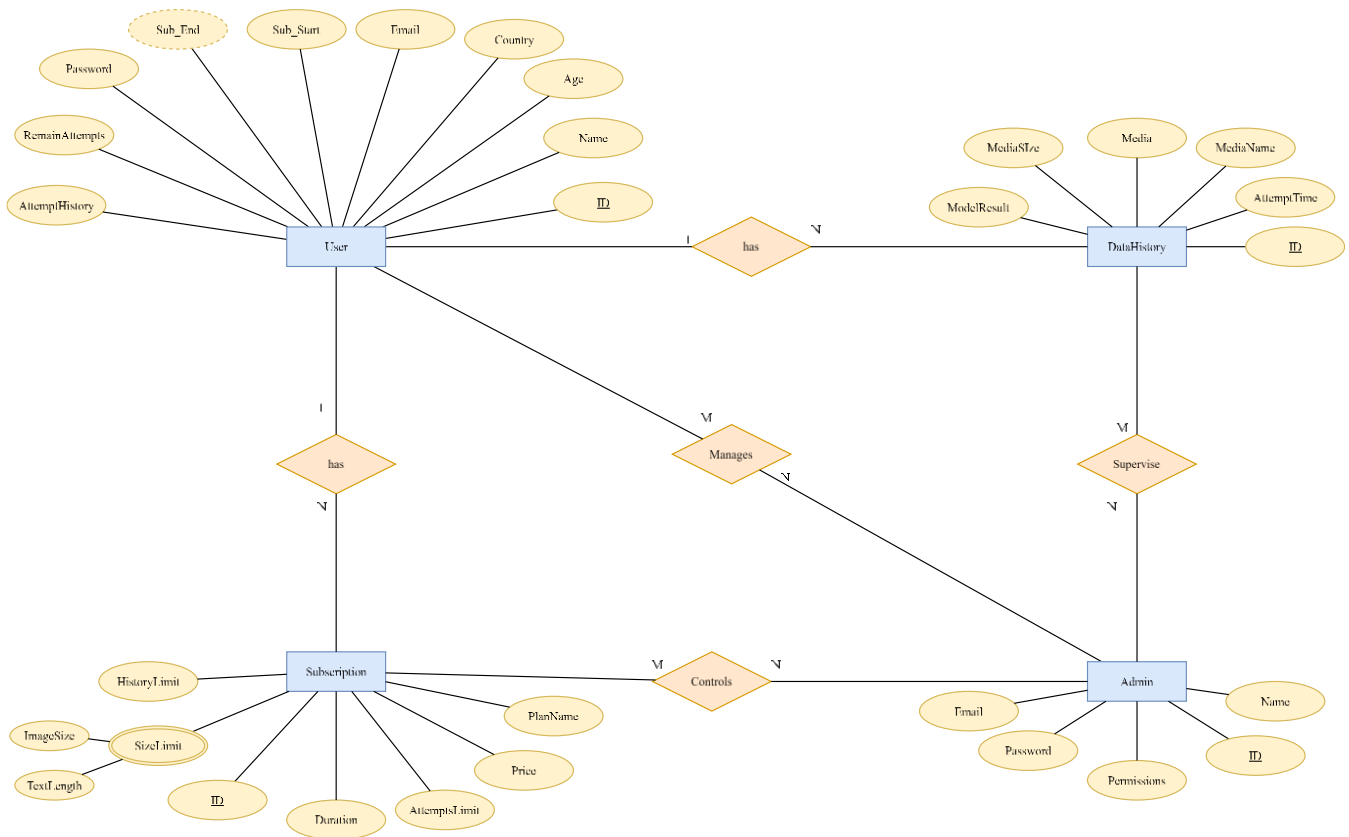 Sub_End
Sub_Start
Email
Country
Password
Age
RemainAttempts
Name
AttemptHistory
ID
User
1
has
N
MediaSIze
Media
MediaName
ModelResult
AttemptTime
DataHistory
ID
1
has
N
M
Manages
N
M
Supervise
N
Subscription
M
Controls
N
Admin
HistoryLimit
ImageSize
SizeLimit
TextLength
ID
Duration
AttemptsLimit
Price
PlanName
Email
Password
Permissions
ID
Name